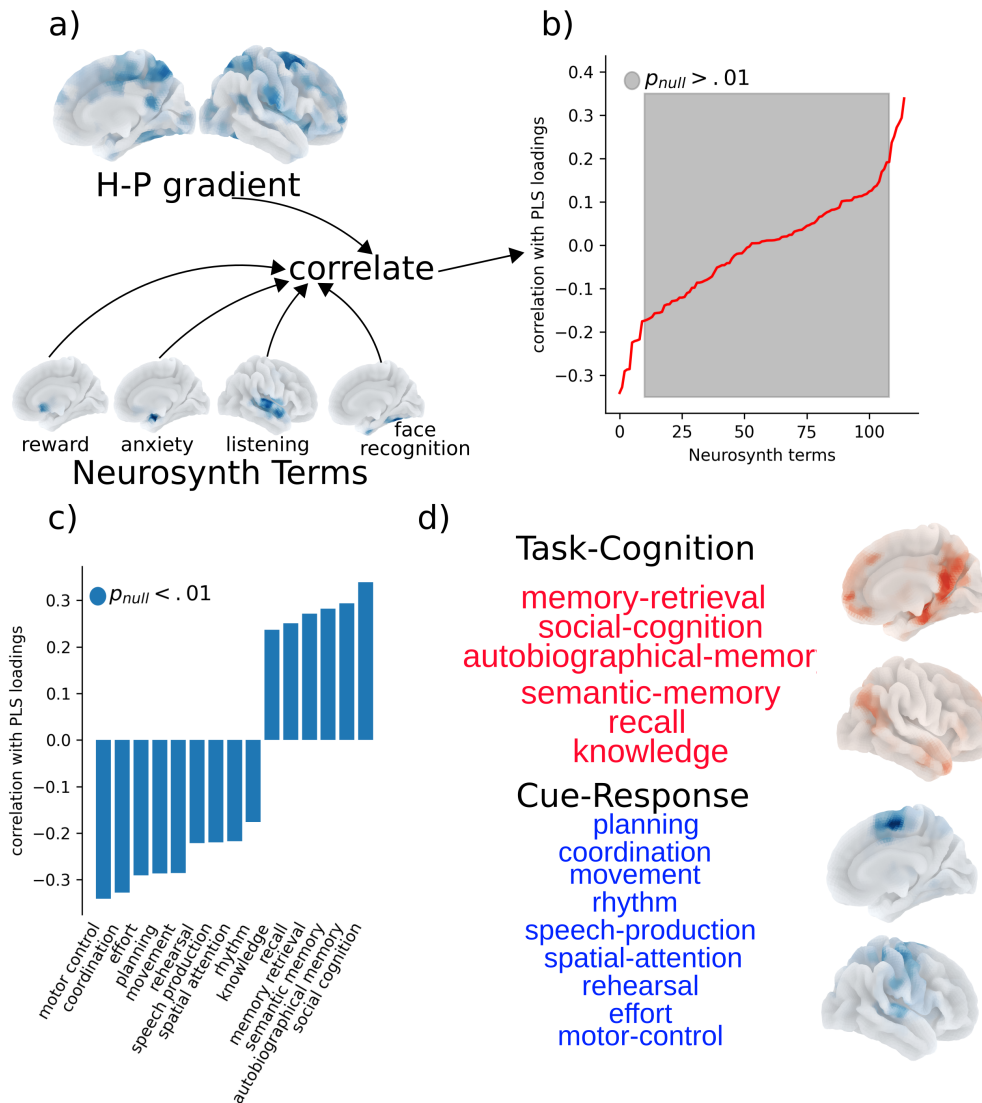 a)
H-P gradient
correlate
reward
anxiety
listening
face
recognition
Neurosynth Terms
b)
p_null > .01
0.4
0.3
0.2
0.1
0.0
−0.1
−0.2
−0.3
correlation with PLS loadings
0
25
50
75
100
Neurosynth terms
c)
p_null < .01
0.3
0.2
0.1
0.0
−0.1
−0.2
−0.3
correlation with PLS loadings
motor control
coordination
effort
planning
movement
rehearsal
speech production
spatial attention
rhythm
knowledge
recall
memory retrieval
semantic memory
autobiographical memory
social cognition
d)
Task-Cognition
memory-retrieval
social-cognition
autobiographical-memor
semantic-memory
recall
knowledge
Cue-Response
planning
coordination
movement
rhythm
speech-production
spatial-attention
rehearsal
effort
motor-control